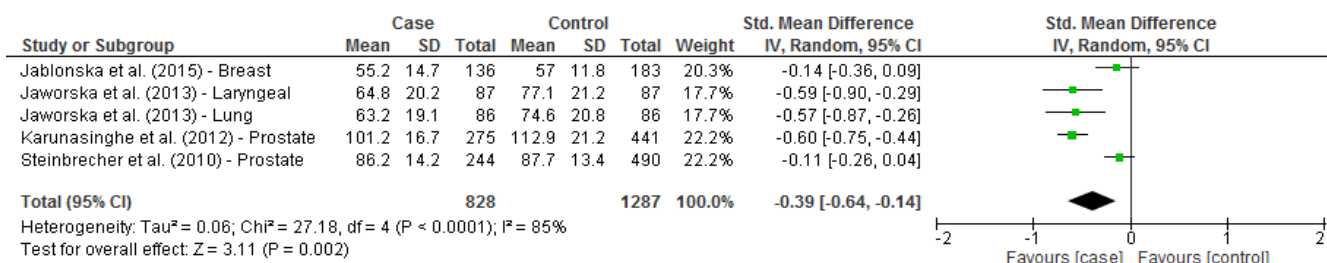 Case Control Std. Mean Difference Std. Mean Difference
Study or Subgroup Mean SD Total Mean SD Total Weight IV, Random, 95% CI IV, Random, 95% CI
Jablonska et al. (2015) - Breast 55.2 14.7 136 57 11.8 183 20.3% -0.14 [-0.36, 0.09]
Jaworska et al. (2013) - Laryngeal 64.8 20.2 87 77.1 21.2 87 17.7% -0.59 [-0.90, -0.29]
Jaworska et al. (2013) - Lung 63.2 19.1 86 74.6 20.8 86 17.7% -0.57 [-0.87, -0.26]
Karunasinghe et al. (2012) - Prostate 101.2 16.7 275 112.9 21.2 441 22.2% -0.60 [-0.75, -0.44]
Steinbrecher et al. (2010) - Prostate 86.2 14.2 244 87.7 13.4 490 22.2% -0.11 [-0.26, 0.04]
Total (95% CI) 828 1287 100.0% -0.39 [-0.64, -0.14]
Heterogeneity: Tau² = 0.06; Chi² = 27.18, df = 4 (P < 0.0001); I² = 85%
Test for overall effect: Z = 3.11 (P = 0.002)
-2 -1 0 1 2
Favours [case] Favours [control]